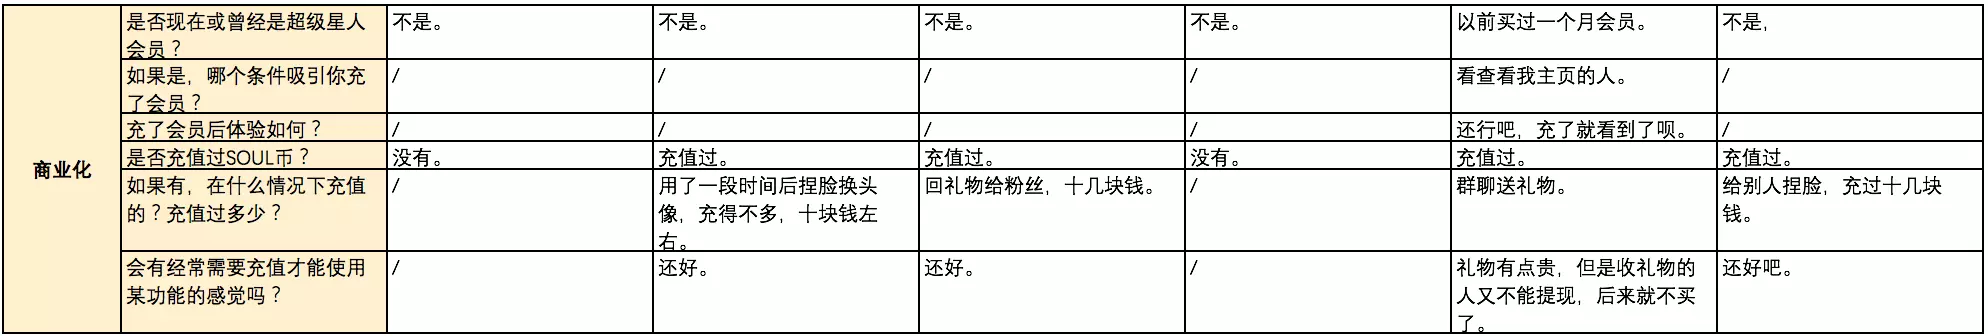 商业化
是否现在或曾经是超级星人
会员？
不是。
不是。
不是。
不是。
以前买过一个月会员。
不是,
如果是，哪个条件吸引你充
了会员？
/
/
/
/
看查看我主页的人。
/
充了会员后体验如何？
/
/
/
/
还行吧，充了就看到了呗。
/
是否充值过SOUL币？
没有。
充值过。
充值过。
没有。
充值过。
充值过。
如果有，在什么情况下充值
的？充值过多少？
/
用了一段时间后捏脸换头
像，充得不多，十块钱左
右。
回礼物给粉丝，十几块钱。
/
群聊送礼物。
给别人捏脸，充过十几块
钱。
会有经常需要充值才能使用
某功能的感觉吗？
/
还好。
还好。
/
礼物有点贵，但是收礼物的
人又不能提现，后来就不买
了。
还好吧。